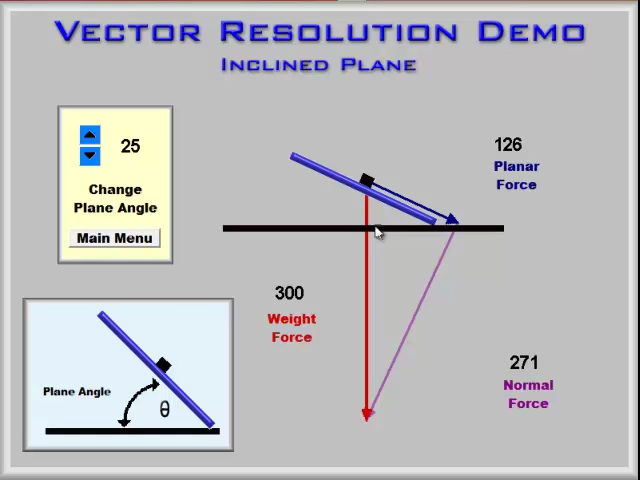 Vector Resolution Demo
Inclined Plane
25
Change
Plane Angle
Main Menu
126
Planar
Force
300
Weight
Force
271
Normal
Force
Plane Angle
θ